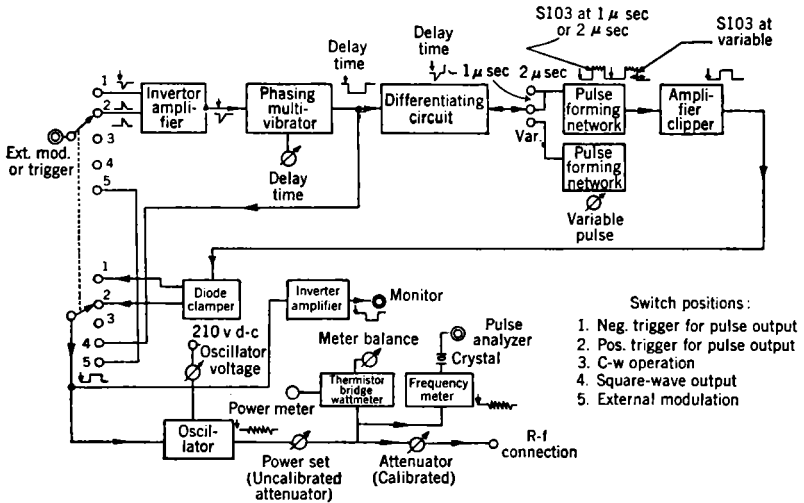 S103 at 1 μ sec
or 2 μ sec
S103 at
variable
Delay
time
Delay
time
1 μ sec
2 μ sec
1
2
3
4
5
Invertor
ampli-
fier
Phasing
multi-
vibrator
Differentiating
circuit
Pulse
forming
network
Ampli-
fier
clipper
Ext. mod.
or trigger
Var.
Pulse
forming
network
Delay
time
Variable
pulse
1
2
3
4
5
Diode
clamper
Inverter
amplifier
Monitor
210 v d-c
Oscillator
voltage
Meter balance
Pulse
analyzer
Crystal
Power meter
Thermistor
bridge
wattmeter
Frequency
meter
Oscil-
lator
Power set
(Uncalibrated
attenuator)
Attenuator
(Calibrated)
R-f
connection
Switch positions:
1. Neg. trigger for pulse output
2. Pos. trigger for pulse output
3. C-w operation
4. Square-wave output
5. External modulation